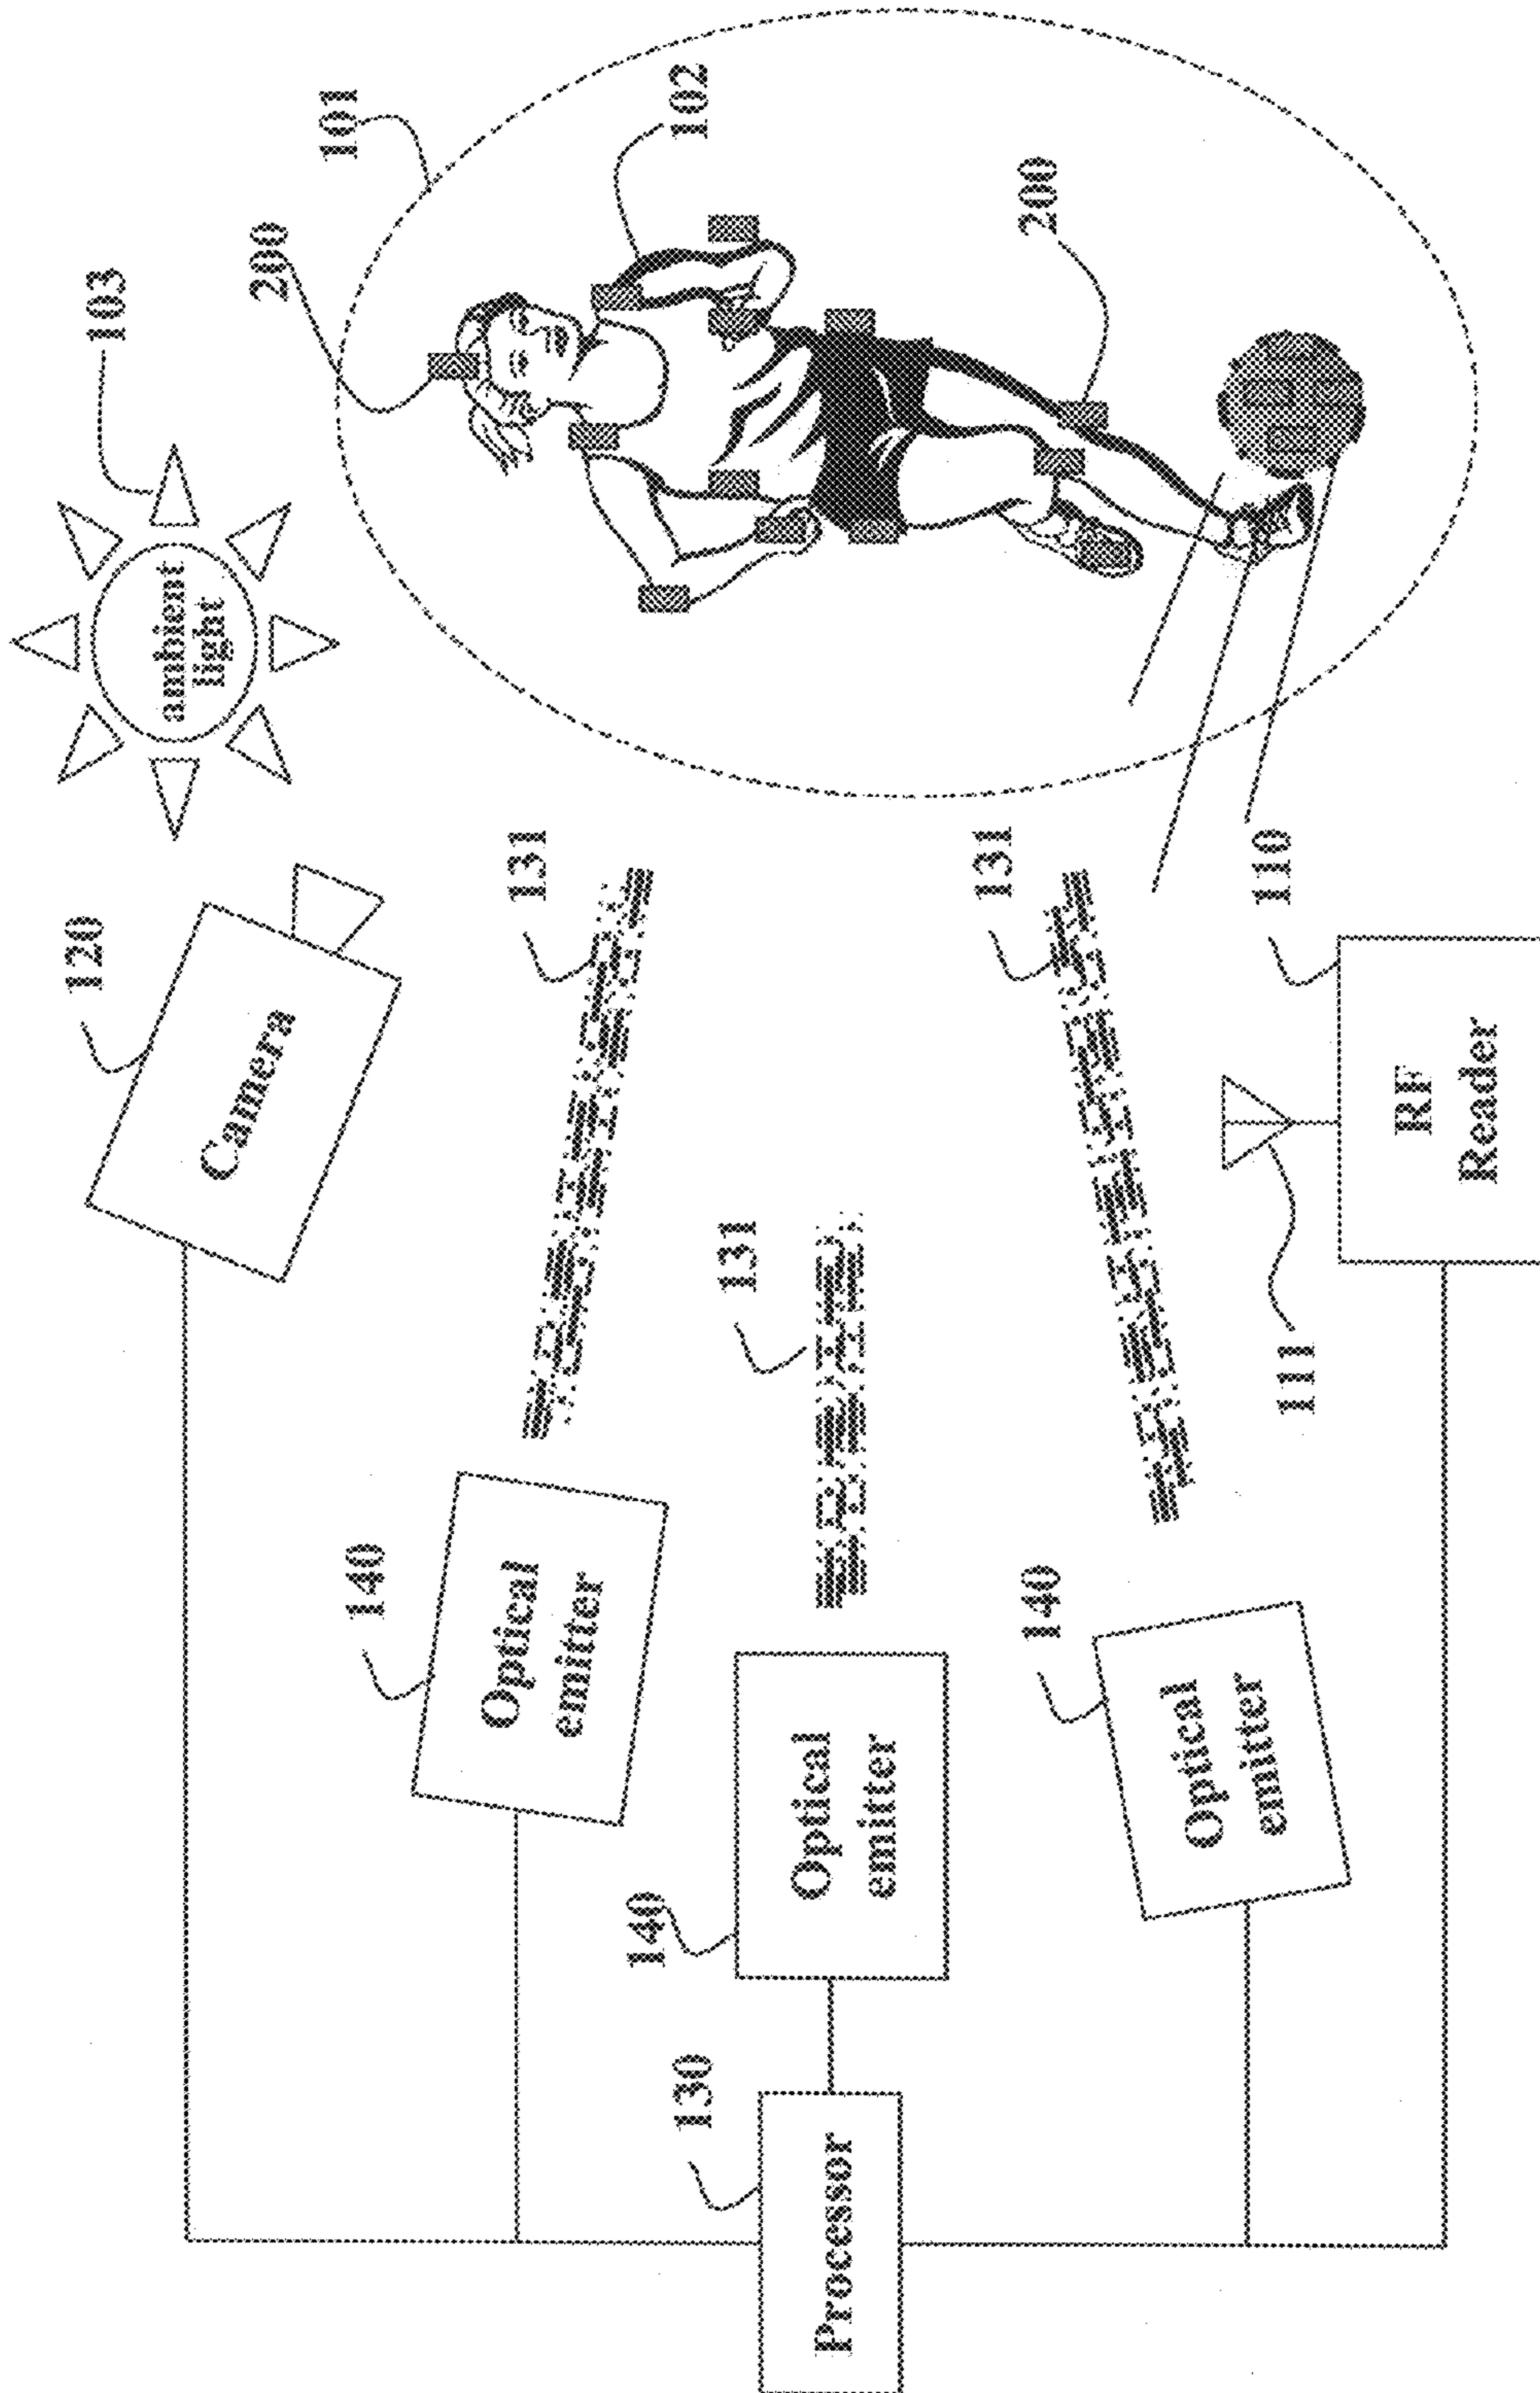 103
ambient
light
200
101
102
200
120
Camera
131
131
131
110
RF
Reader
111
140
Optical
emitter
140
Optical
emitter
140
Optical
emitter
130
Processor